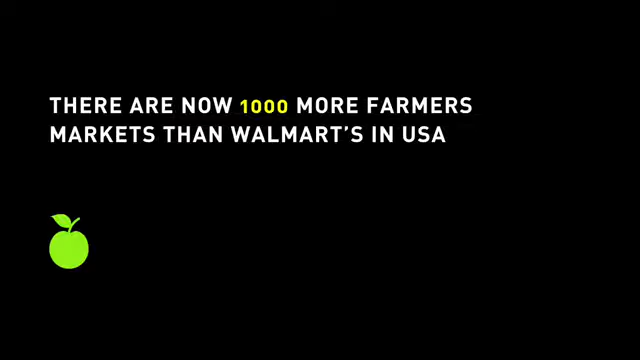 THERE ARE NOW 1000 MORE FARMERS
MARKETS THAN WALMART’S IN USA